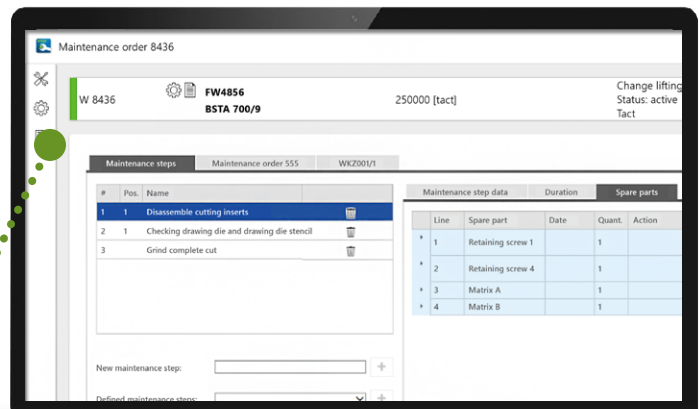 Maintenance order 8436
W 8436
FW4856
BSTA 700/9
250000 [tact]
Change lifting
Status: active
Tact
Maintenance steps Maintenance order 555 WKZ001/1
# Pos. Name
1 1 Disassemble cutting inserts
2 1 Checking drawing die and drawing die stencil
3 Grind complete cut
New maintenance step:
Defined maintenance steps:
Maintenance step data Duration Spare parts
Line Spare part Date Quant. Action
1 Retaining screw 1 1
2 Retaining screw 4 1
3 Matrix A 1
4 Matrix B 1